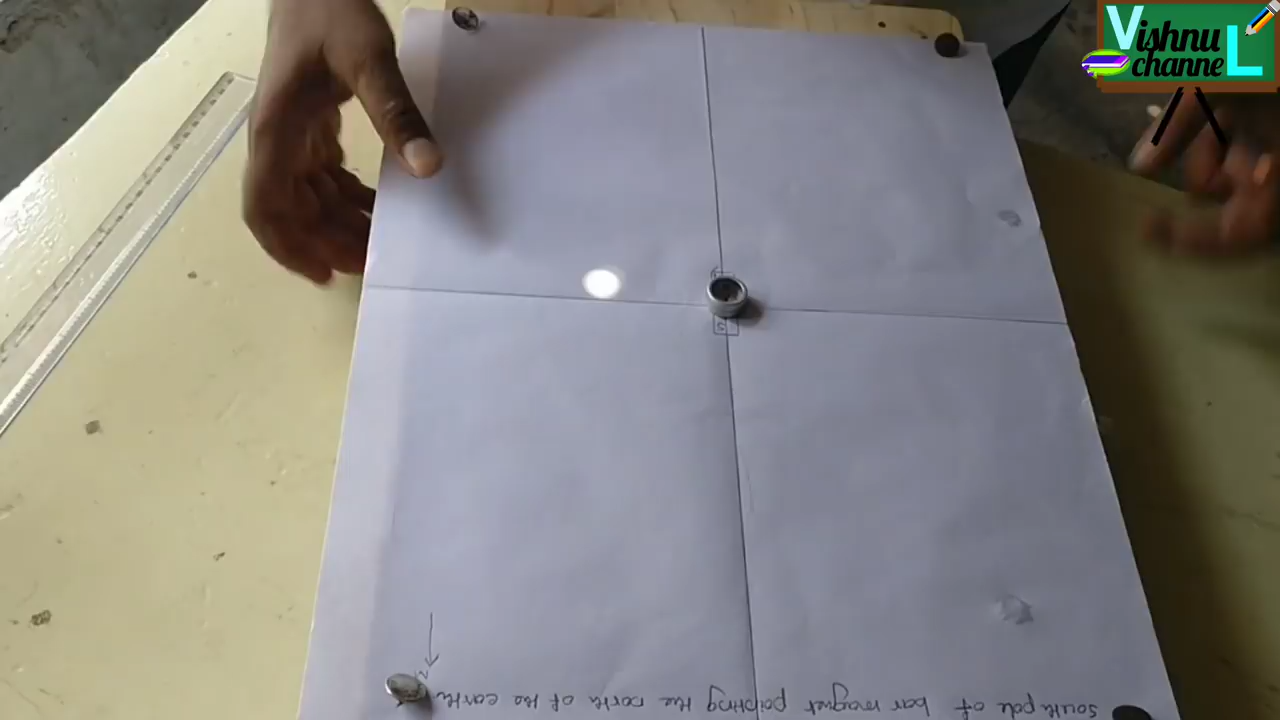 Vishnu L
channel
S
N
south pole of bar magnet pointing the north of the earth